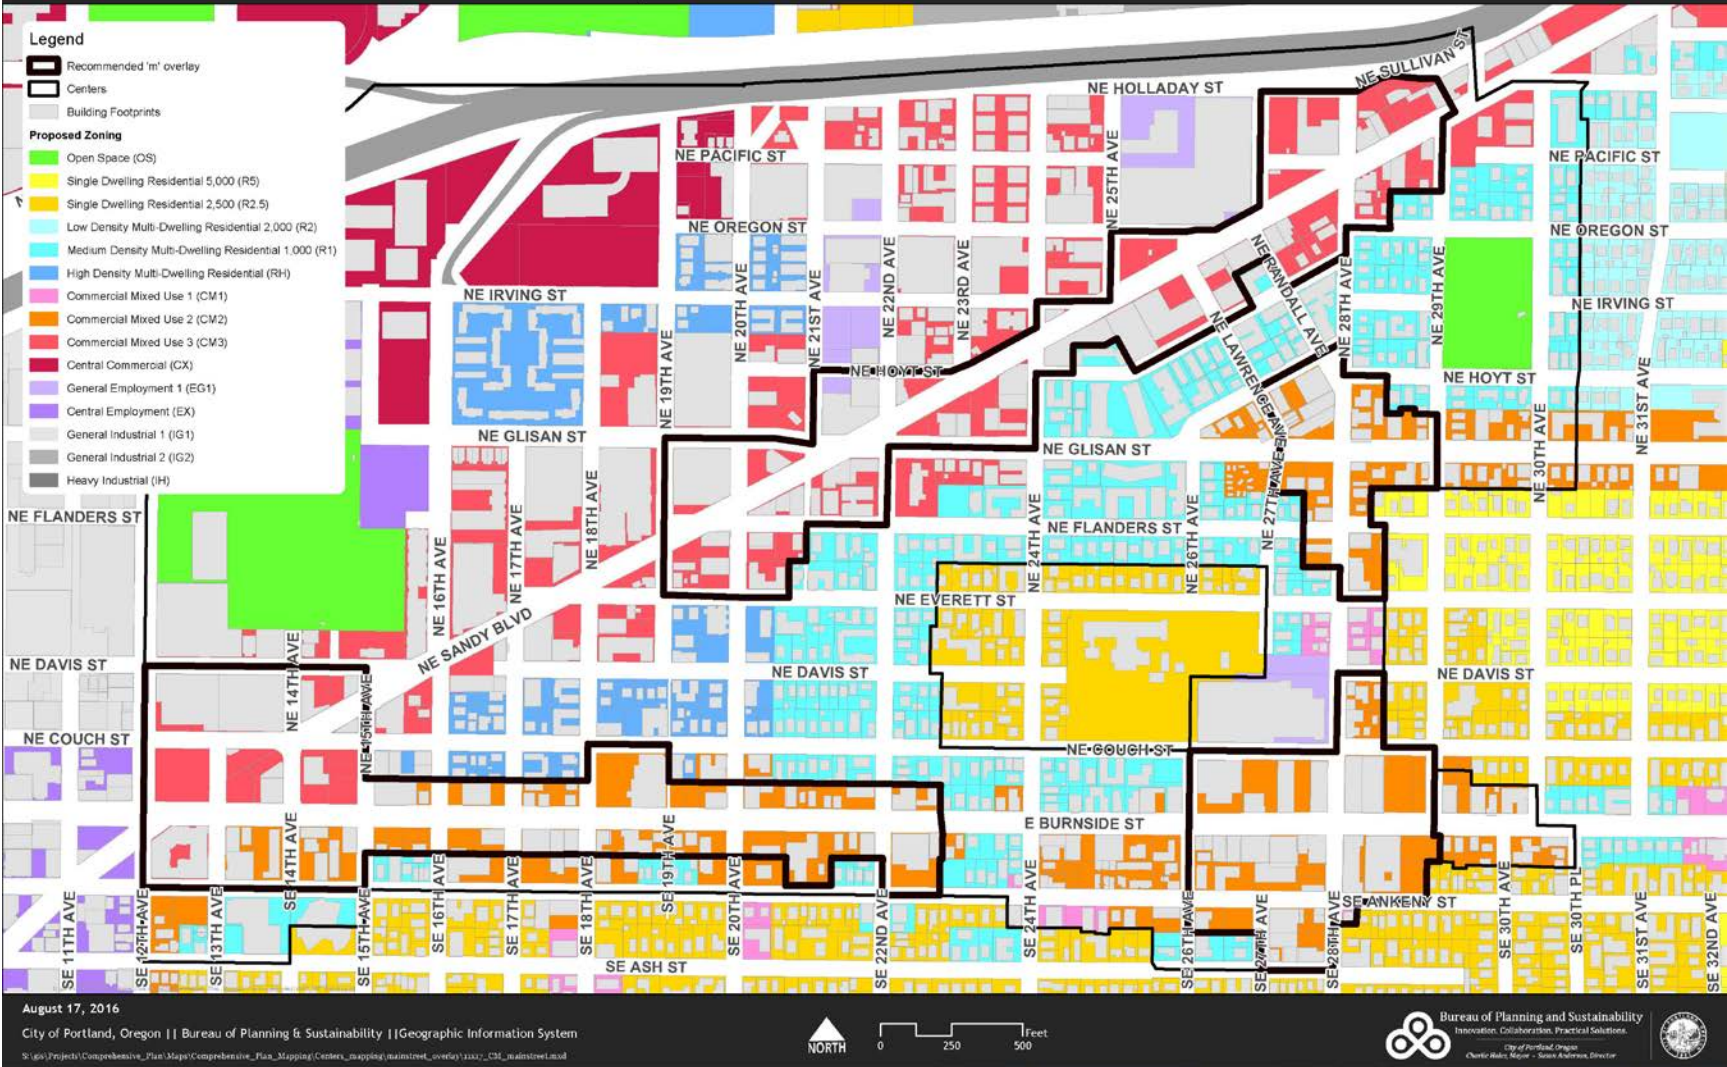 Legend
Recommended 'm' overlay
Centers
Building Footprints
Proposed Zoning
Open Space (OS)
Single Dwelling Residential 5,000 (R5)
Single Dwelling Residential 2,500 (R2.5)
Low Density Multi-Dwelling Residential 2,000 (R2)
Medium Density Multi-Dwelling Residential 1,000 (R1)
High Density Multi-Dwelling Residential (RH)
Commercial Mixed Use 1 (CM1)
Commercial Mixed Use 2 (CM2)
Commercial Mixed Use 3 (CM3)
Central Commercial (CX)
General Employment 1 (EG1)
Central Employment (EX)
General Industrial 1 (IG1)
General Industrial 2 (IG2)
Heavy Industrial (IH)
NE SULLIVAN ST
NE HOLLADAY ST
NE PACIFIC ST
NE PACIFIC ST
NE 25TH AVE
NE OREGON ST
NE OREGON ST
NE RANDALL AVE
NE 20TH AVE
NE 21ST AVE
NE 22ND AVE
NE 23RD AVE
NE 28TH AVE
NE 29TH AVE
NE IRVING ST
NE IRVING ST
NE 19TH AVE
NE LAWRENCE AVE
NE HOYT ST
NE HOYT ST
NE 31ST AVE
NE 30TH AVE
NE GLISAN ST
NE GLISAN ST
NE 27TH AVE
NE FLANDERS ST
NE FLANDERS ST
NE 16TH AVE
NE 17TH AVE
NE 18TH AVE
NE 24TH AVE
NE 26TH AVE
NE EVERETT ST
NE SANDY BLVD
NE DAVIS ST
NE DAVIS ST
NE DAVIS ST
NE 14TH AVE
NE 15TH AVE
NE COUCH ST
NE COUCH ST
E BURNSIDE ST
SE 14TH AVE
SE 19TH AVE
SE ANKENY ST
SE 11TH AVE
SE 12TH AVE
SE 13TH AVE
SE 15TH AVE
SE 16TH AVE
SE 17TH AVE
SE 18TH AVE
SE 20TH AVE
SE 22ND AVE
SE 24TH AVE
SE 26TH AVE
SE 27TH AVE
SE 28TH AVE
SE 30TH AVE
SE 30TH PL
SE 31ST AVE
SE 32ND AVE
SE ASH ST
August 17, 2016
City of Portland, Oregon || Bureau of Planning & Sustainability ||Geographic Information System
NORTH
Feet
0 250 500
Bureau of Planning and Sustainability
Innovation. Collaboration. Practical Solutions.
City of Portland, Oregon
Charlie Hales, Mayor - Susan Anderson, Director